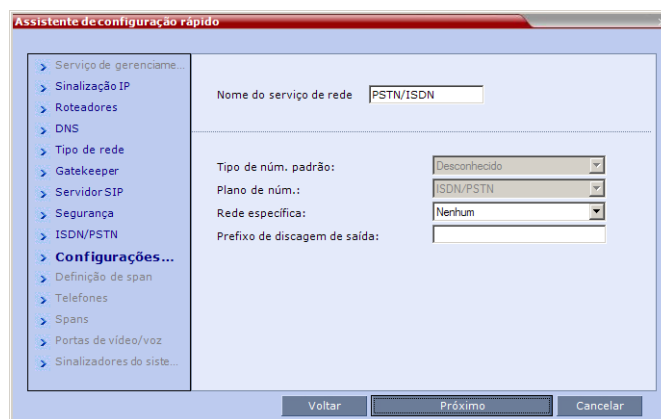 Assistente de configuração rápido
Serviço de gerenciame...
Sinalização IP
Roteadores
DNS
Tipo de rede
Gatekeeper
Servidor SIP
Segurança
ISDN/PSTN
Configurações...
Definição de span
Telefones
Spans
Portas de vídeo/voz
Sinalizadores do siste...
Nome do serviço de rede PSTN/ISDN
Tipo de núm. padrão: Desconhecido
Plano de núm.: ISDN/PSTN
Rede específica: Nenhum
Prefixo de discagem de saída:
Voltar Próximo Cancelar